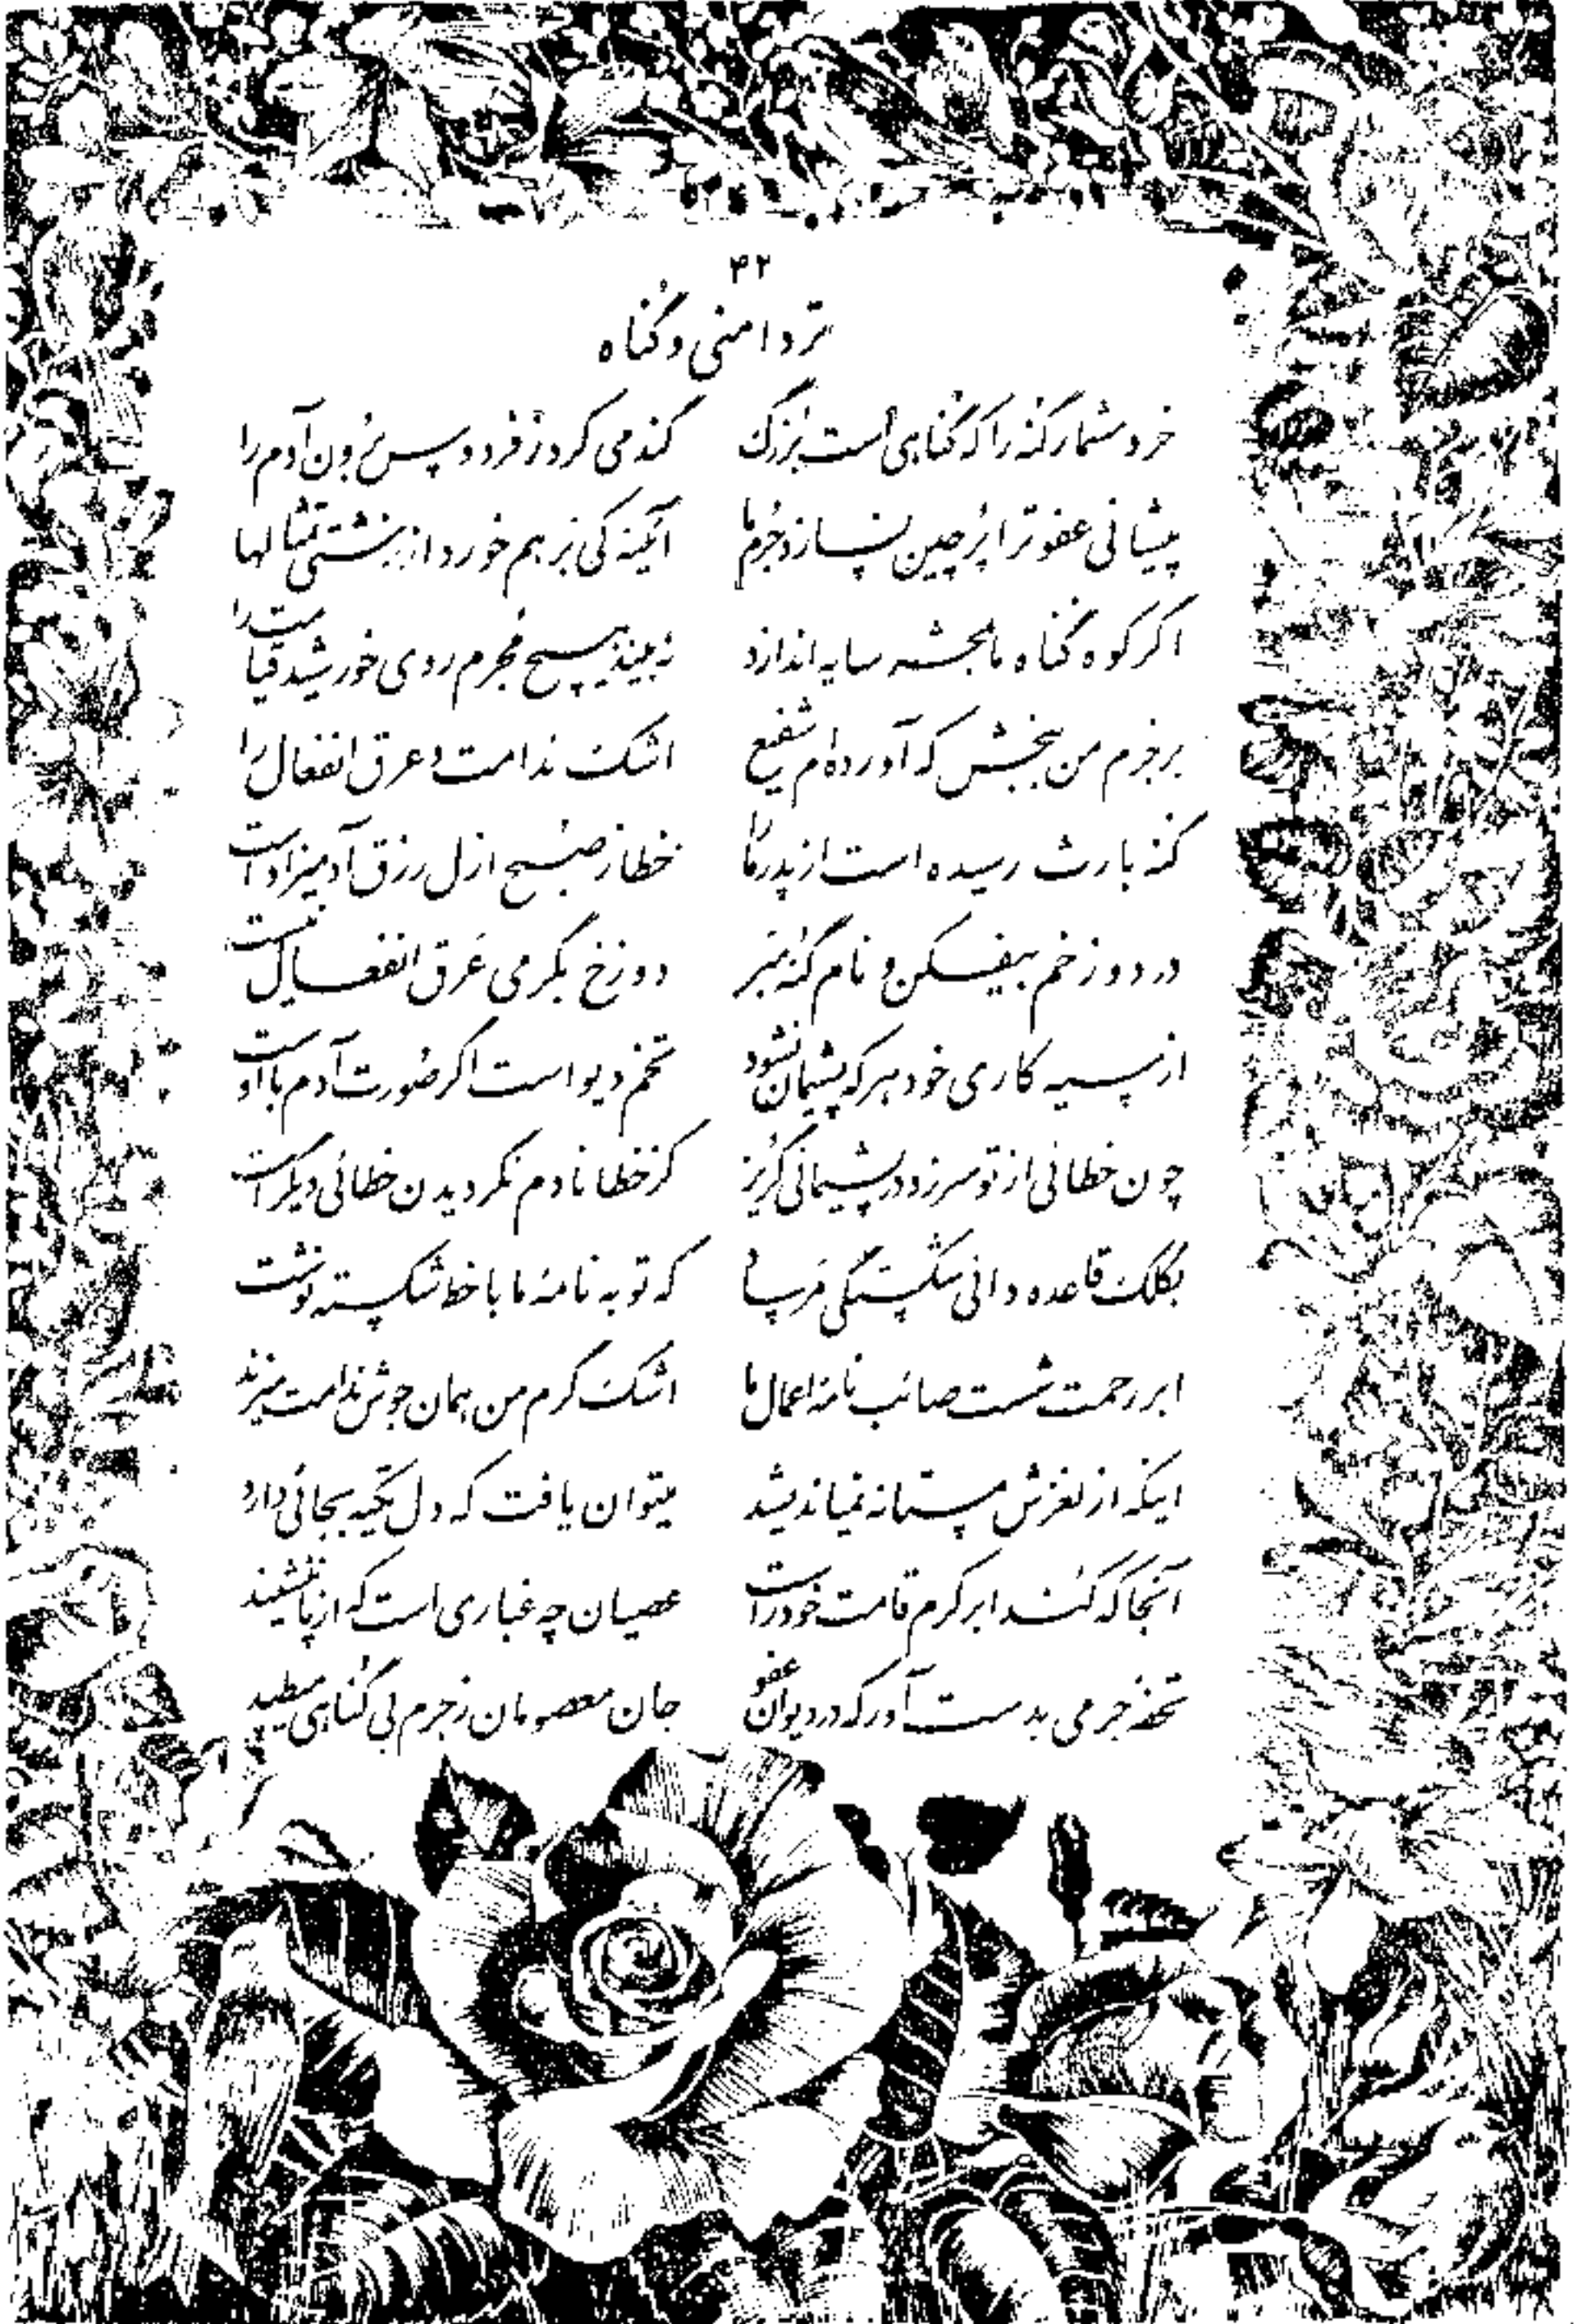 ۴۲
تردامنی و گناه
خرد مشمار گنه را که گناهی است بزرگ گندمی کرد ز فردوس برون آدم را
پیشانی عفو ترا پرچین نسازد جرم ما آئینه کی برهم خورد از زشتی تمثالها
اگر کوه گناه ما بمحشر سایه اندازد نبیند هیچ مجرم روی خورشید قیامت را
بر جرم من ببخش که آورده‌ام شفیع اشک ندامت و عرق انفعال را
گنه بارث رسیده است از پدر ما را خطا ز صبح ازل رزق آدمیزاد است
در دوزخم بیفکن و نام گنه مبر دوزخ بگرمی عرق انفعال نیست
از سیه کاری خود هر که پشیمان نشود تخم دیو است اگر صورت آدم با اوست
چون خطائی از تو سرزد در پشیمانی گریز کز خطا نادم نگردیدن خطائی دیگر است
بکلک قاعده دانی شکستگی مرساد که توبه نامهٔ ما با خط شکسته نوشت
ابر رحمت شست صائب نامهٔ اعمال ما اشک گرم من همان جوش ندامت میزند
اینکه از لغزش مستانه نمیاندیشد میتوان یافت که دل تکیه بجائی دارد
آنجا که کند ابر کرم قامت خود راست عصیان چه غباری است که از پا ننشیند
تحفهٔ جرمی بدست آور که در دیوان عفو جان معصومان ز جرم بی گناهی میطپد